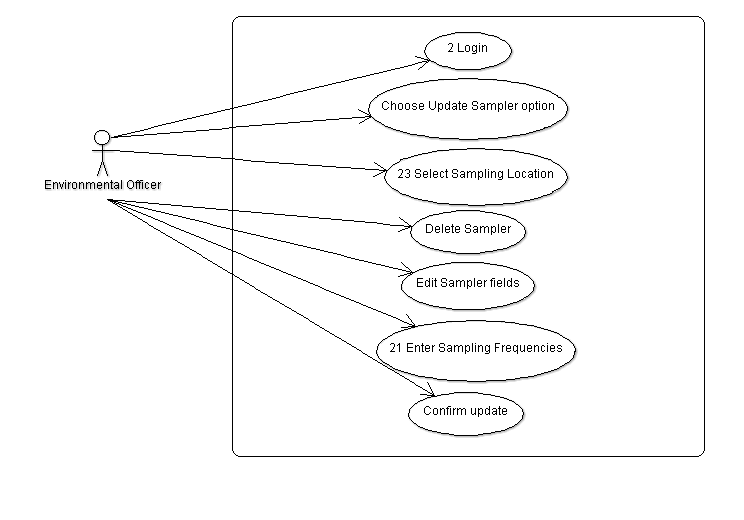 2 Login
Choose Update Sampler option
23 Select Sampling Location
Environmental Officer
Delete Sampler
Edit Sampler fields
21 Enter Sampling Frequencies
Confirm update